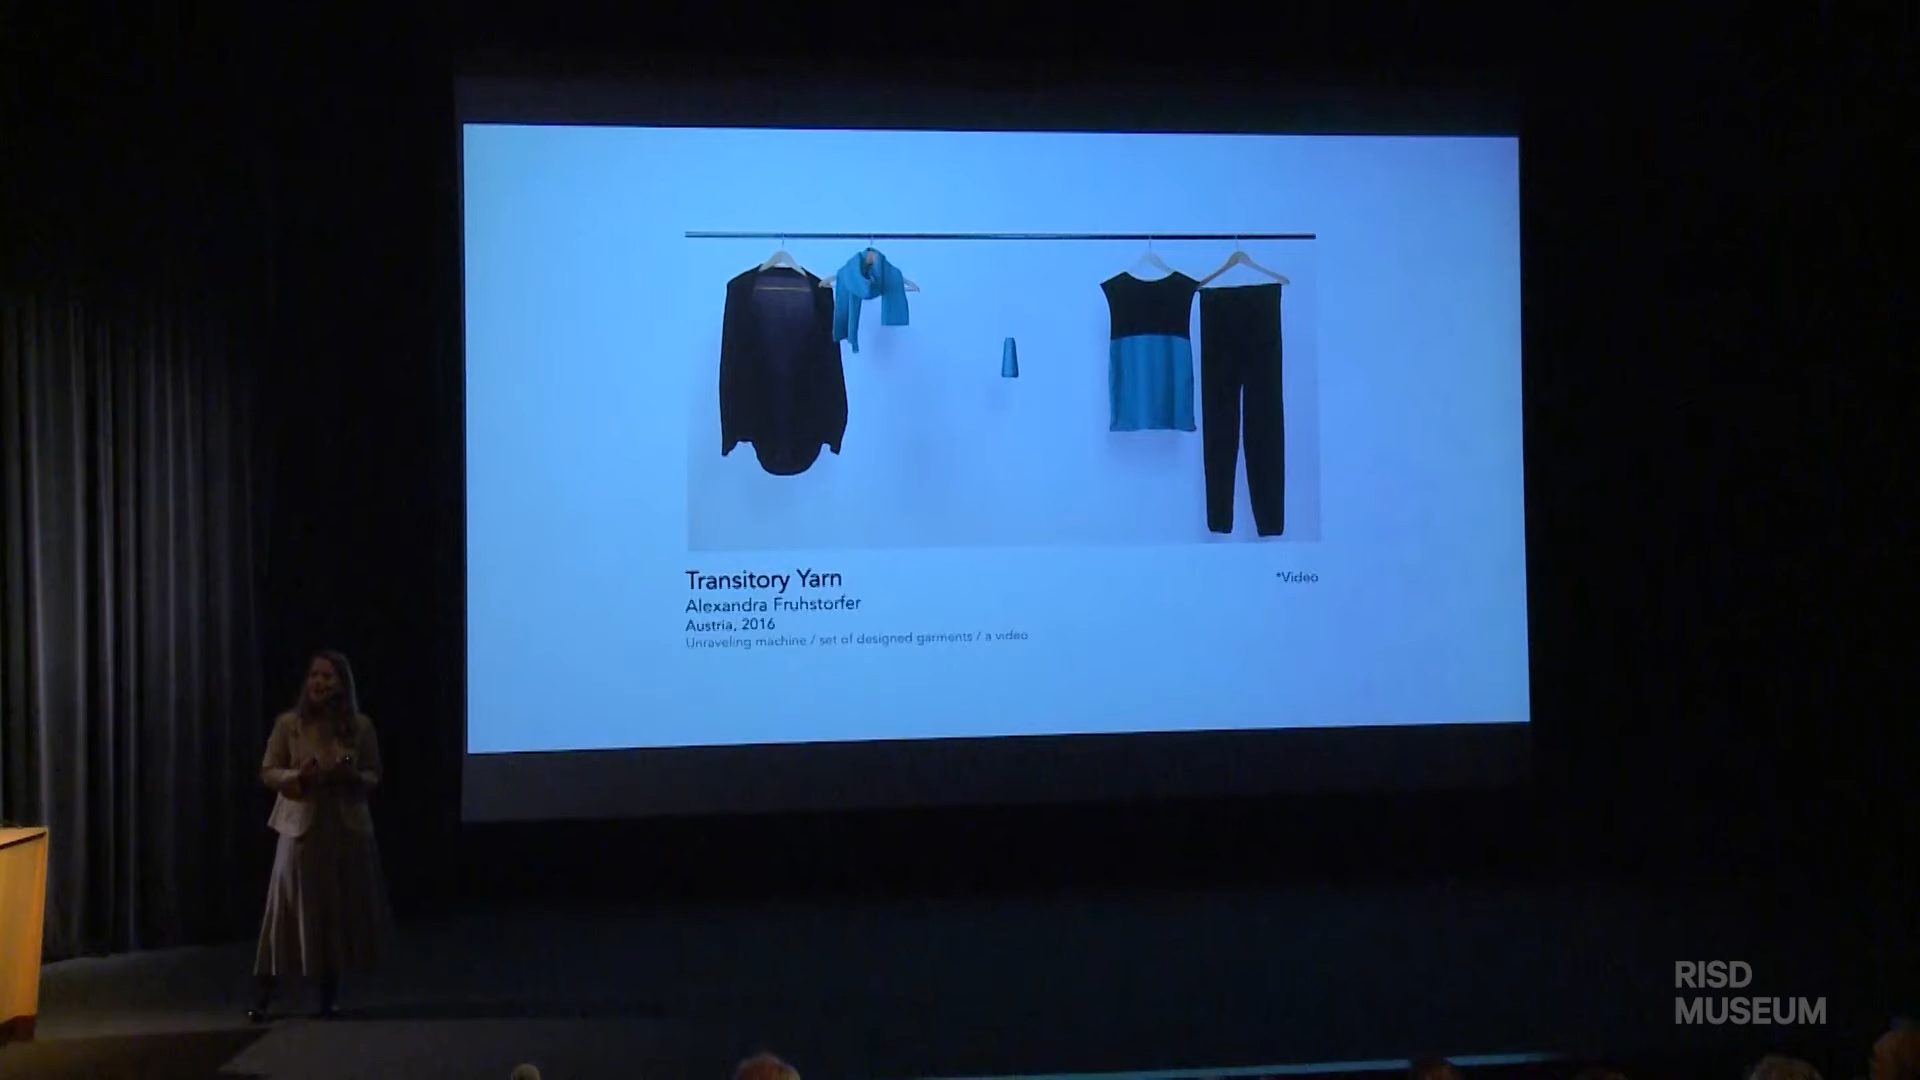 Transitory Yarn
*Video
Alexandra Fruhstorfer
Austria, 2016
Unraveling machine / set of designed garments / a video
RISD
MUSEUM